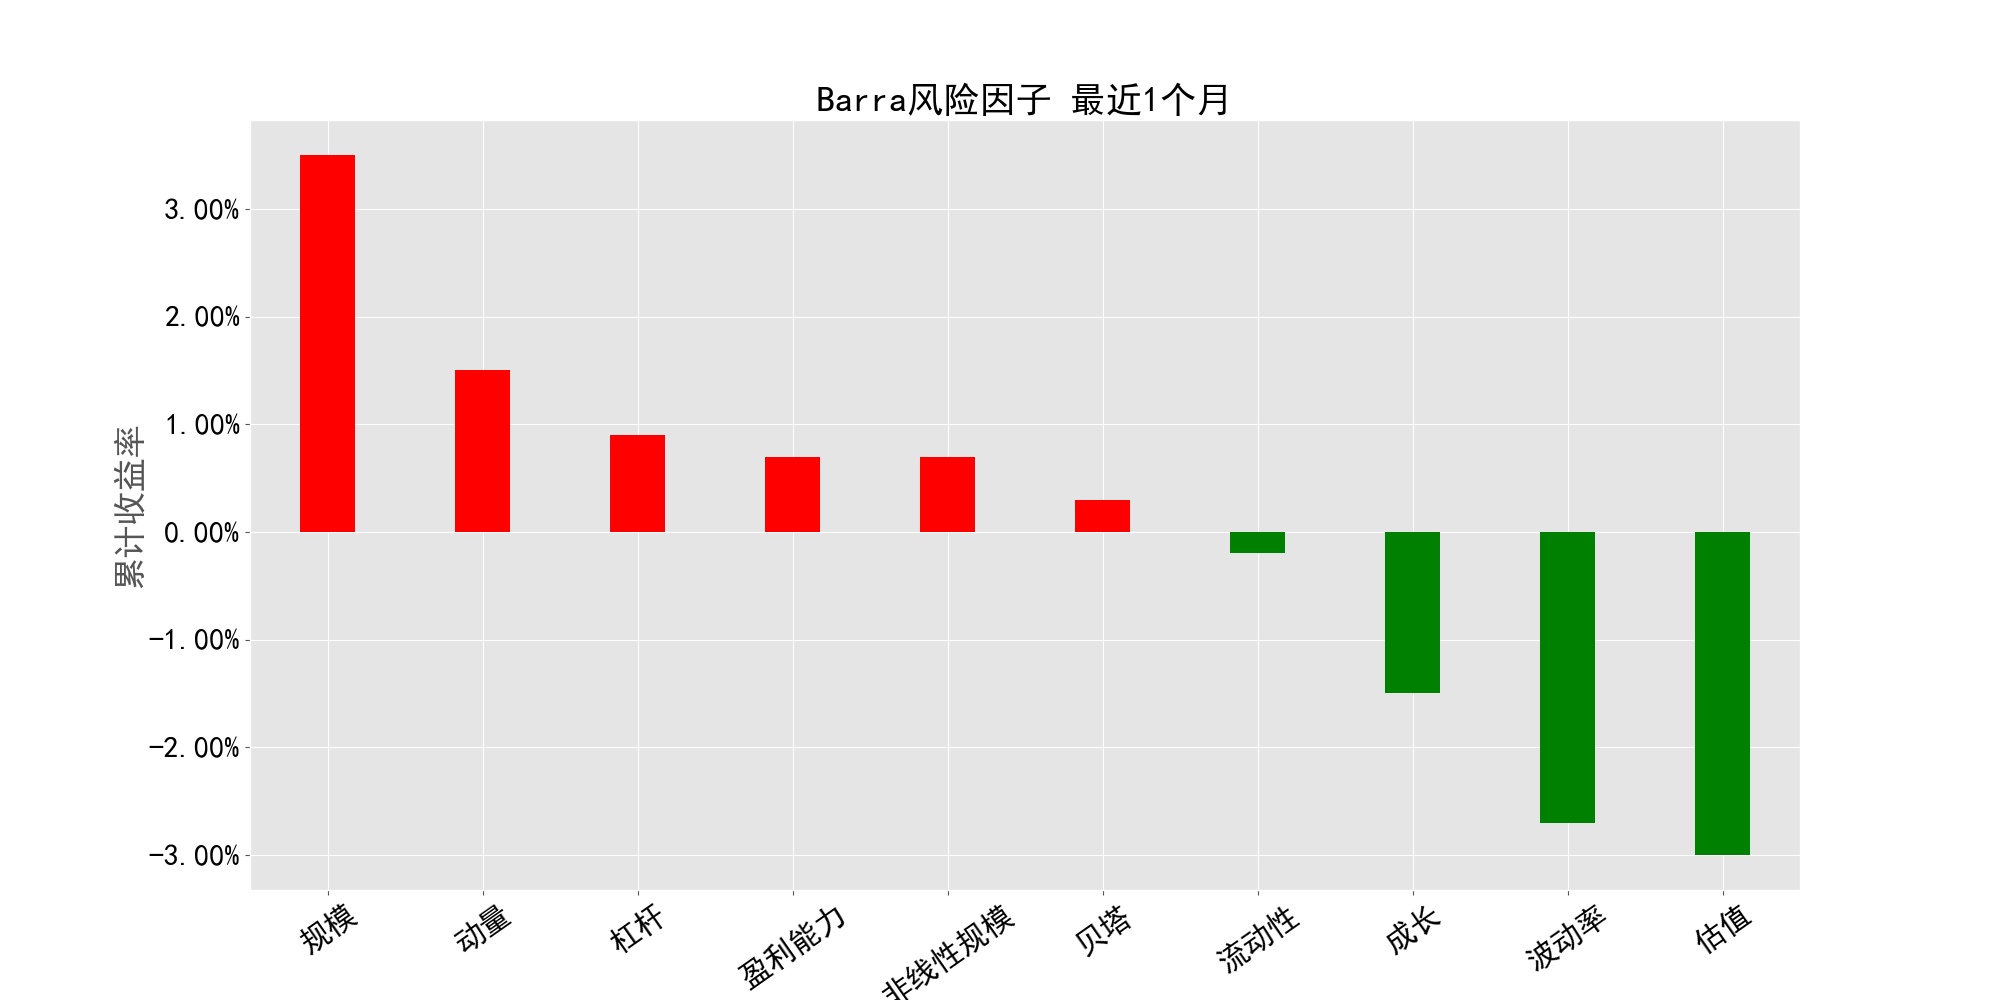 Barra风险因子 最近1个月
累计收益率
3.00%
2.00%
1.00%
0.00%
-1.00%
-2.00%
-3.00%
规模
动量
杠杆
盈利能力
非线性规模
贝塔
流动性
成长
波动率
估值